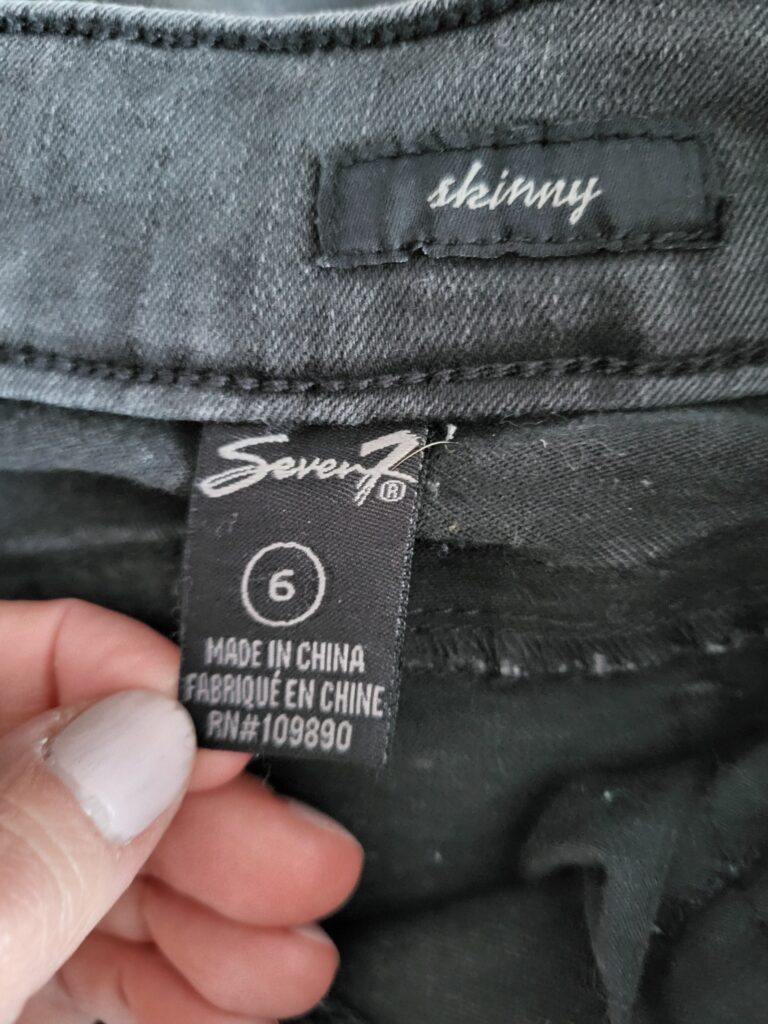 skinny
Seven7®
6
MADE IN CHINA
FABRIQUÉ EN CHINE
RN#109890